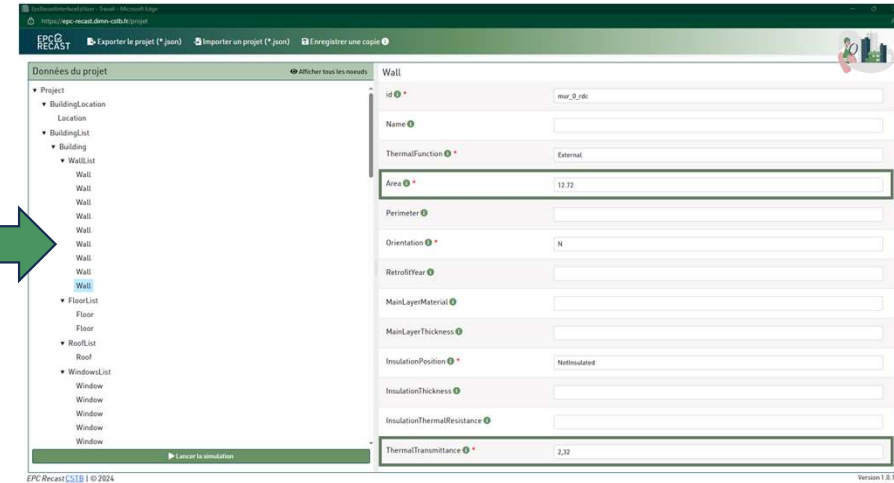 EpcRecastInterfaceEdition - Travail - Microsoft Edge
https://epc-recast.dimn-cstb.fr/projet
EPC RECAST
Exporter le projet (*.json) Importer un projet (*.json) Enregistrer une copie
Données du projet Afficher tous les noeuds
Project
BuildingLocation
Location
BuildingList
Building
WallList
Wall
Wall
Wall
Wall
Wall
Wall
Wall
Wall
Wall
FloorList
Floor
Floor
RoofList
Roof
WindowsList
Window
Window
Window
Window
Window
Lancer la simulation
Wall
id * mur_0_rdc
Name
ThermalFunction * External
Area * 12.72
Perimeter
Orientation * N
RetrofitYear
MainLayerMaterial
MainLayerThickness
InsulationPosition * NotInsulated
InsulationThickness
InsulationThermalResistance
ThermalTransmittance * 2,32
EPC Recast CSTB | © 2024
Version 1.0.1